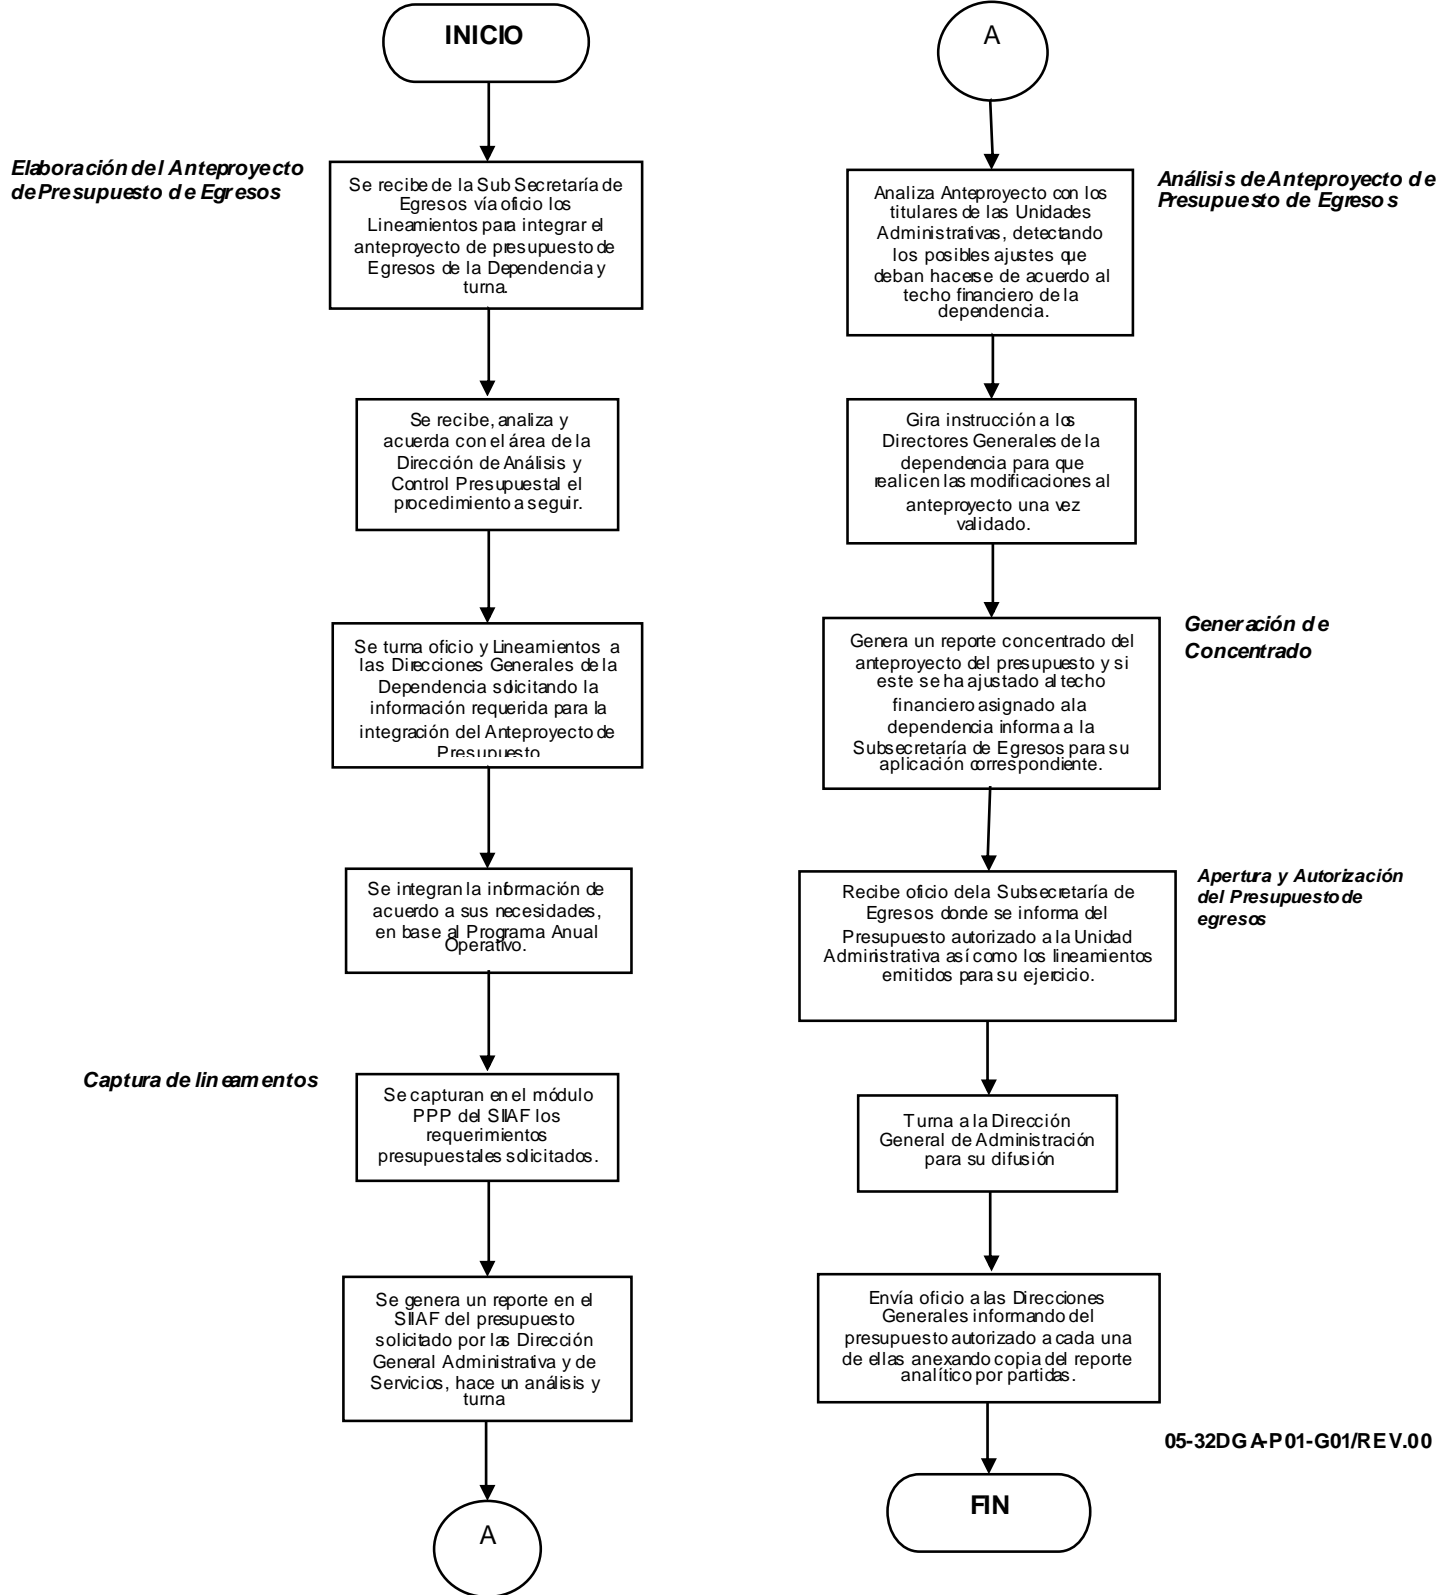 INICIO
Elaboración del Anteproyecto
de Presupuesto de Egresos
Se recibe de la Sub Secretaría de
Egresos vía oficio los
Lineamientos para integrar el
anteproyecto de presupuesto de
Egresos de la Dependencia y
turna.
Se recibe, analiza y
acuerda con el área de la
Dirección de Análisis y
Control Presupuestal el
procedimiento a seguir.
Se turna oficio y Lineamientos a
las Direcciones Generales de la
Dependencia solicitando la
información requerida para la
integración del Anteproyecto de
Presupuesto
Se integran la información de
acuerdo a sus necesidades,
en base al Programa Anual
Operativo.
Captura de lineamentos
Se capturan en el módulo
PPP del SIIAF los
requerimientos
presupuestales solicitados.
Se genera un reporte en el
SIIAF del presupuesto
solicitado por las Dirección
General Administrativa y de
Servicios, hace un análisis y
turna
A
A
Analiza Anteproyecto con los
titulares de las Unidades
Administrativas, detectando
los posibles ajustes que
deban hacerse de acuerdo al
techo financiero de la
dependencia.
Análisis de Anteproyecto de
Presupuesto de Egresos
Gira instrucción a los
Directores Generales de la
dependencia para que
realicen las modificaciones al
anteproyecto una vez
validado.
Genera un reporte concentrado del
anteproyecto del presupuesto y si
este se ha ajustado al techo
financiero asignado a la
dependencia informa a la
Subsecretaría de Egresos para su
aplicación correspondiente.
Generación de
Concentrado
Recibe oficio de la Subsecretaría de
Egresos donde se informa del
Presupuesto autorizado a la Unidad
Administrativa así como los lineamientos
emitidos para su ejercicio.
Apertura y Autorización
del Presupuesto de
egresos
Turna a la Dirección
General de Administración
para su difusión
Envía oficio a las Direcciones
Generales informando del
presupuesto autorizado a cada una
de ellas anexando copia del reporte
analítico por partidas.
05-32DGA-P01-G01/REV.00
FIN